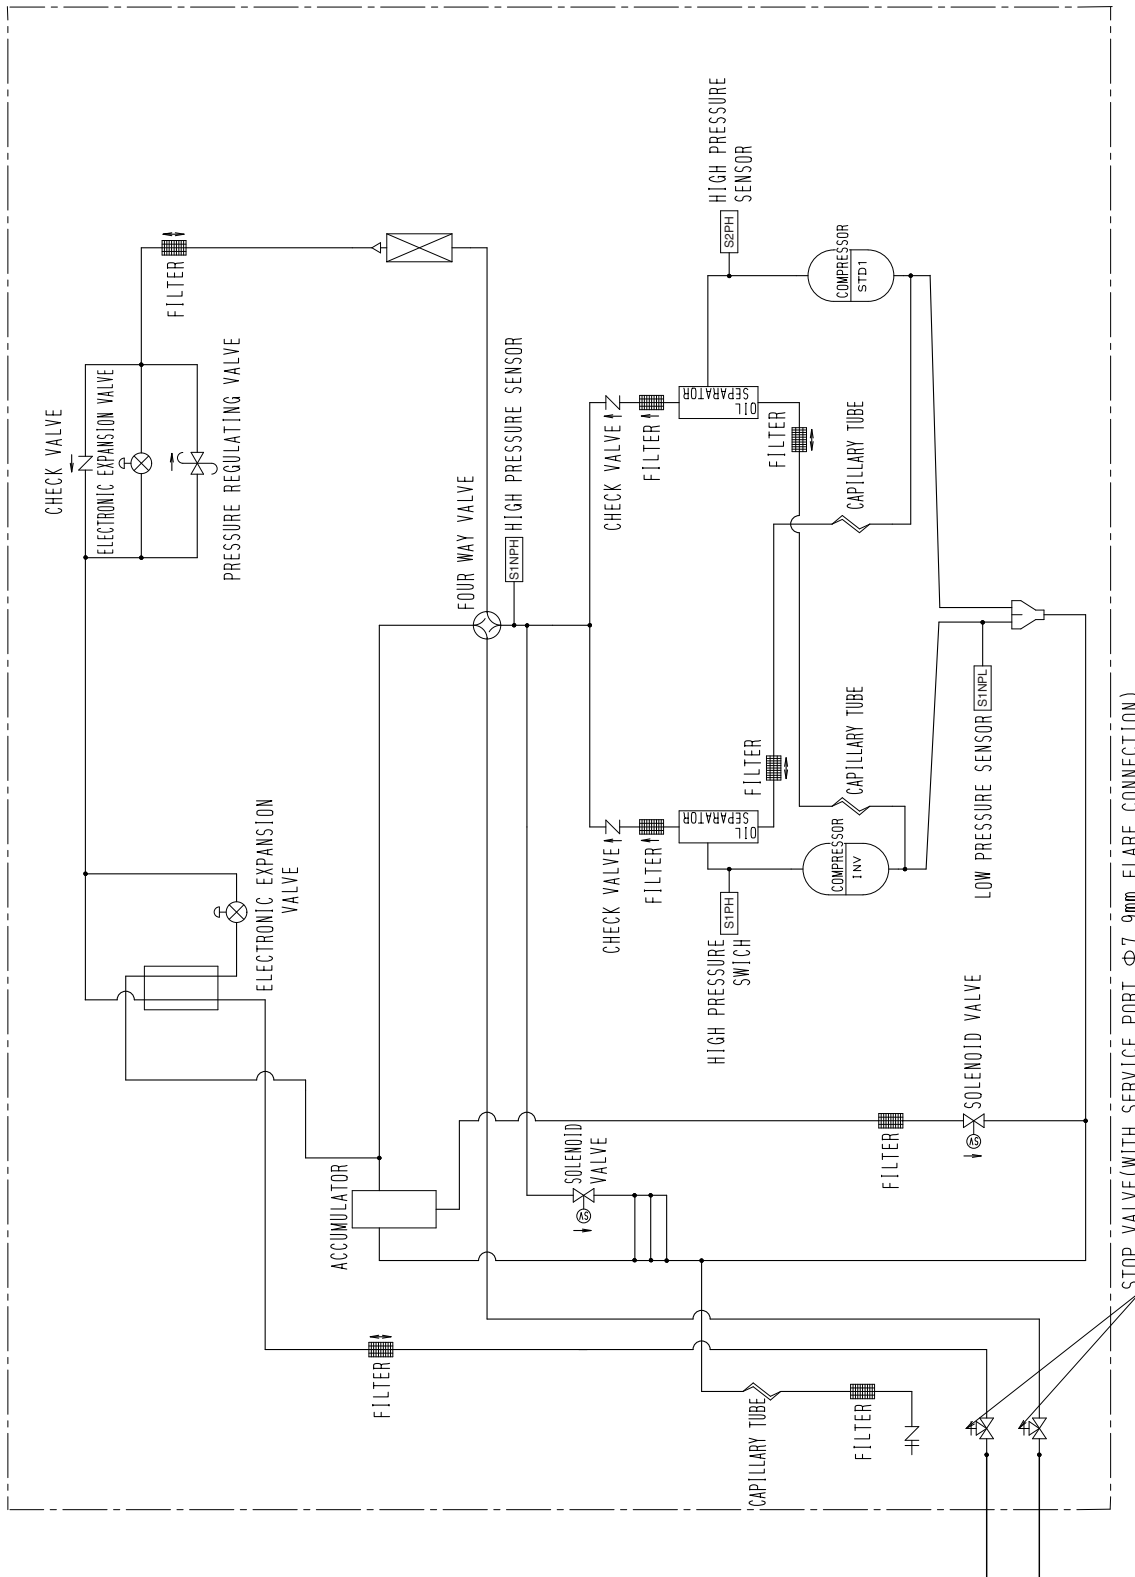 CHECK VALVE
ELECTRONIC EXPANSION VALVE
PRESSURE REGULATING VALVE
FILTER
FOUR WAY VALVE
S1NPH
HIGH PRESSURE SENSOR
HIGH PRESSURE
SENSOR
S2PH
COMPRESSOR
STD1
CHECK VALVE
FILTER
OIL
SEPARATOR
FILTER
CAPILLARY TUBE
ELECTRONIC EXPANSION
VALVE
CHECK VALVE
FILTER
OIL
SEPARATOR
FILTER
CAPILLARY TUBE
COMPRESSOR
INV
HIGH PRESSURE
SWICH
S1PH
LOW PRESSURE SENSOR
S1NPL
ACCUMULATOR
SOLENOID
VALVE
SV
FILTER
SOLENOID VALVE
SV
FILTER
CAPILLARY TUBE
FILTER
STOP VALVE(WITH SERVICE PORT Φ7.9mm FLARE CONNECTION)